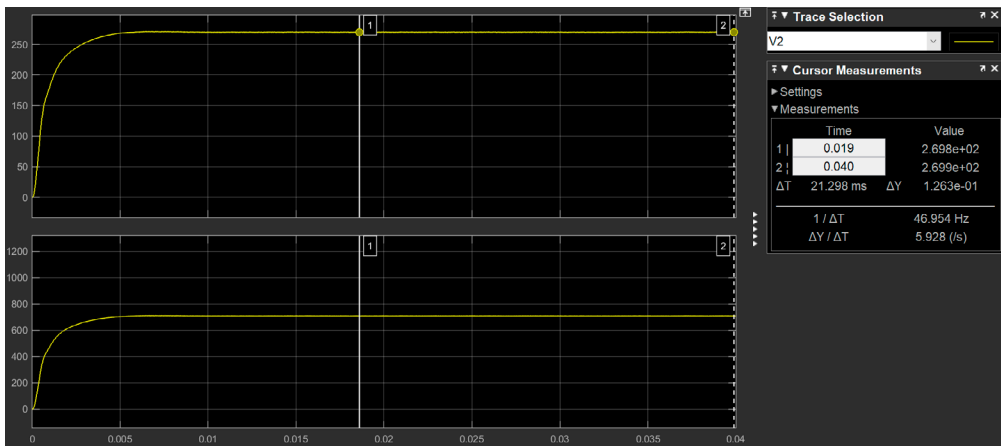 250
200
150
100
50
0
1
2
1200
1000
800
600
400
200
0
1
2
0
0.005
0.01
0.015
0.02
0.025
0.03
0.035
0.04
Trace Selection
V2
Cursor Measurements
Settings
Measurements
Time Value
1 0.019 2.698e+02
2 0.040 2.699e+02
ΔT 21.298 ms ΔY 1.263e-01
1 / ΔT 46.954 Hz
ΔY / ΔT 5.928 (/s)